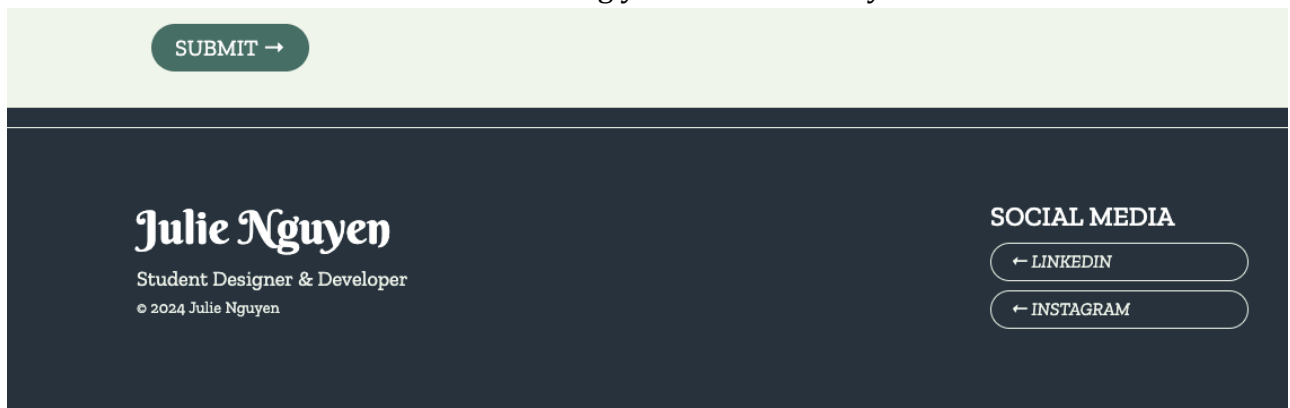 SUBMIT →
Julie Nguyen
Student Designer & Developer
© 2024 Julie Nguyen
SOCIAL MEDIA
← LINKEDIN
← INSTAGRAM